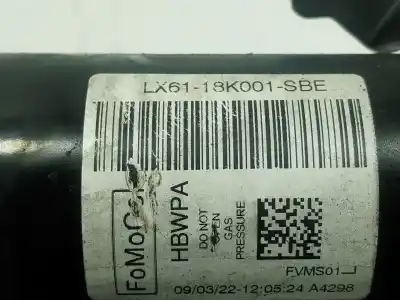 LX61-18K001-SBE
FoMoCo
HBWPA
DO NOT
OPEN
GAS
PRESSURE
FVMS01
09/03/22-12:05:24 A4298